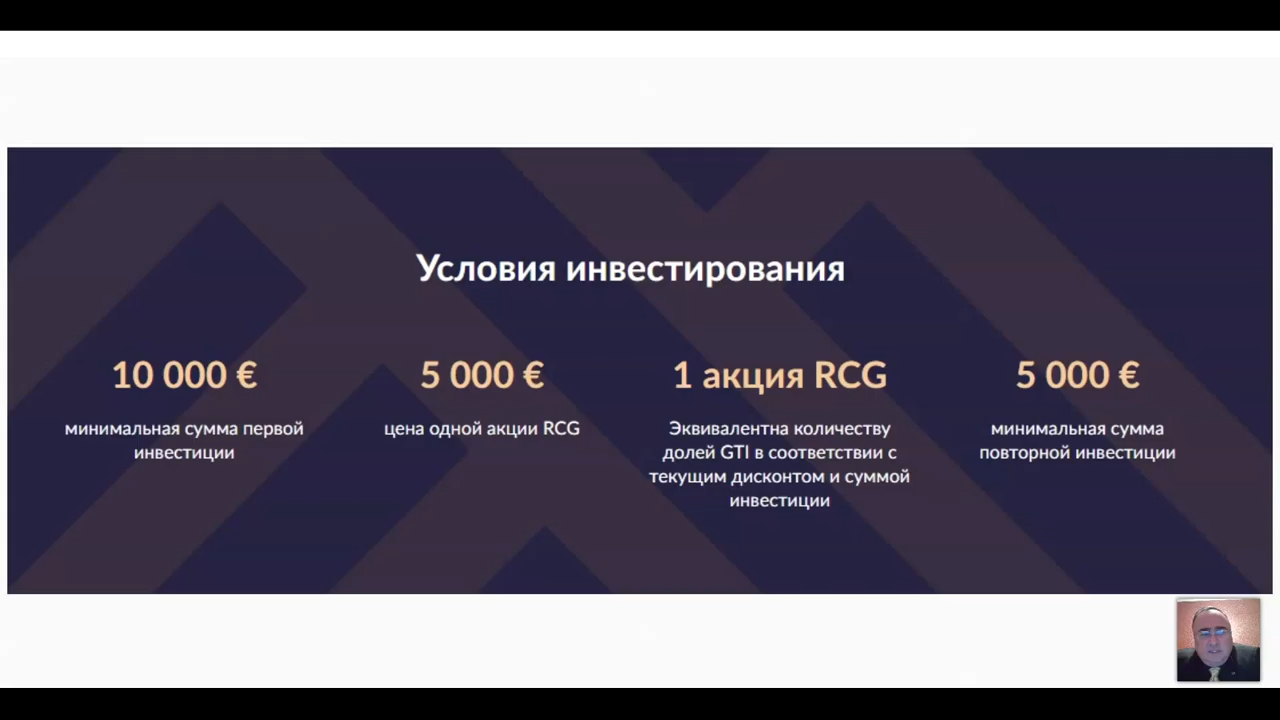 Условия инвестирования
10 000 €
минимальная сумма первой
инвестиции
5 000 €
цена одной акции RCG
1 акция RCG
Эквивалентна количеству
долей GTI в соответствии с
текущим дисконтом и суммой
инвестиции
5 000 €
минимальная сумма
повторной инвестиции